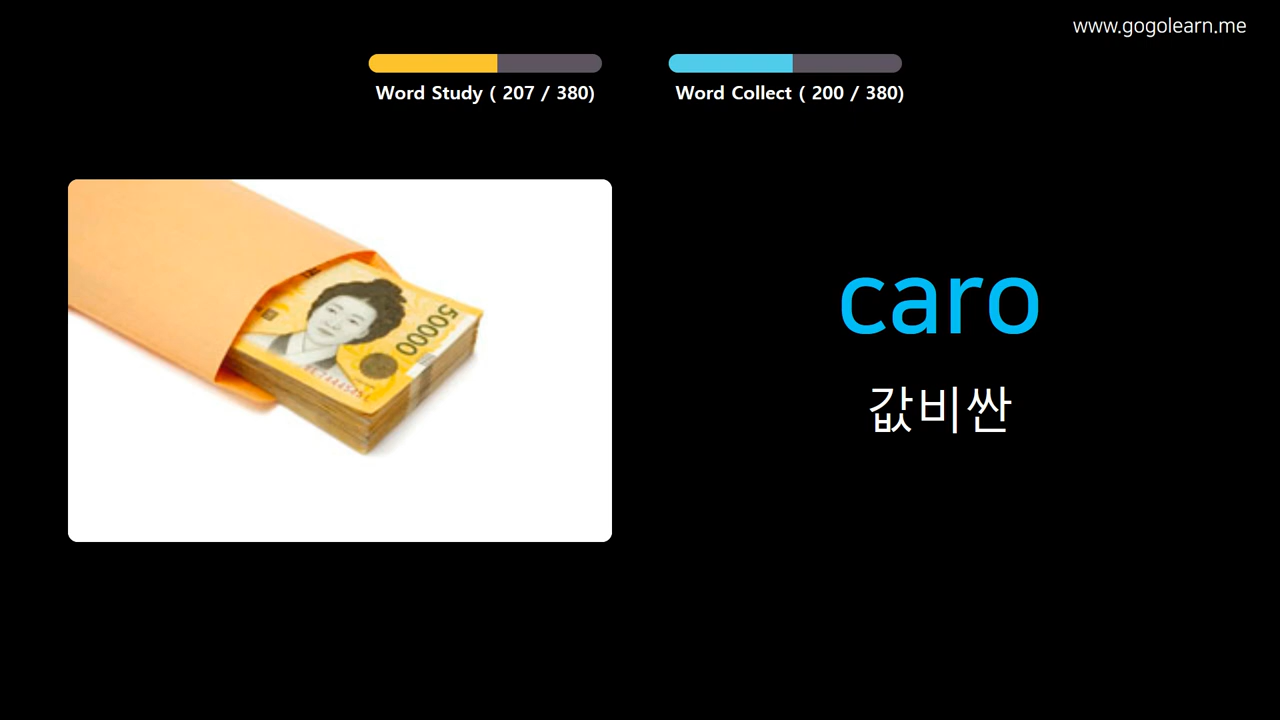 www.gogolearn.me
Word Study ( 207 / 380)
Word Collect ( 200 / 380)
50000
caro
값비싼